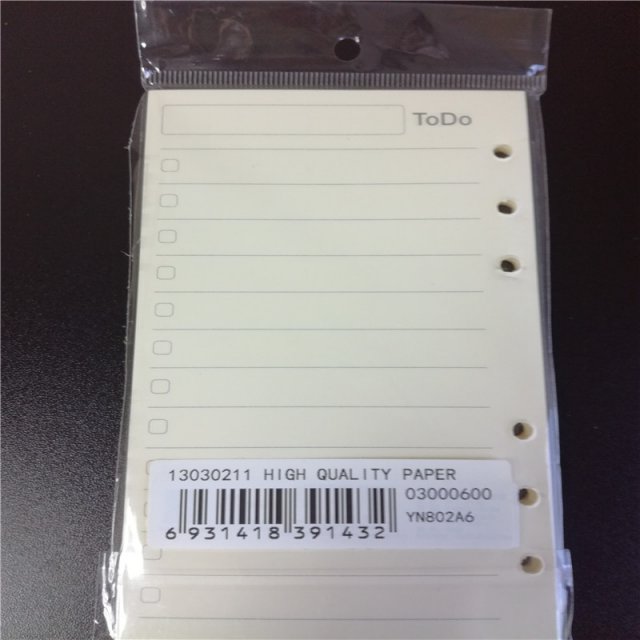 ToDo
13030211 HIGH QUALITY PAPER
03000600
YN802A6
6 931418 391432